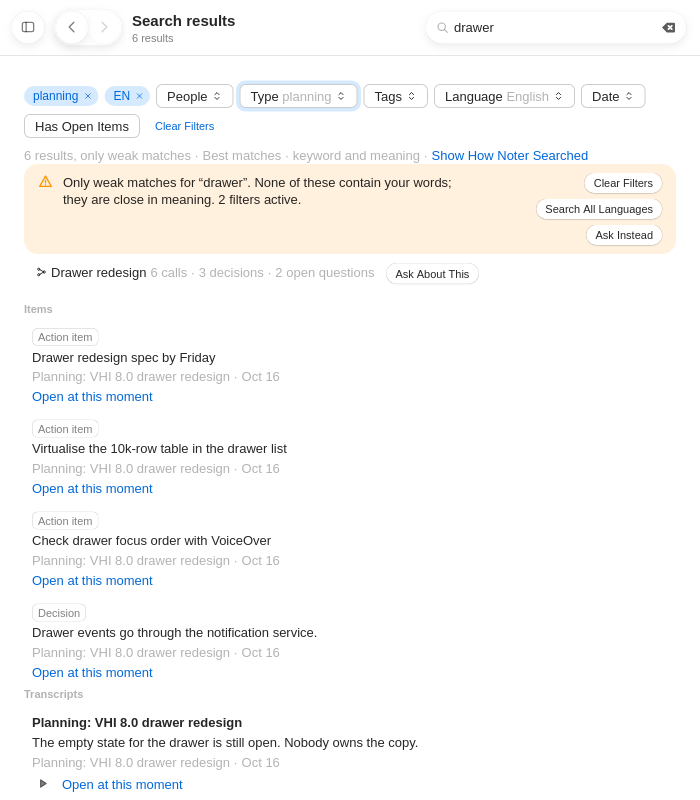 Search results
6 results
drawer
planning
EN
People
Type planning
Tags
Language English
Date
Has Open Items
Clear Filters
6 results, only weak matches · Best matches · keyword and meaning · Show How Noter Searched
Only weak matches for “drawer”. None of these contain your words;
they are close in meaning. 2 filters active.
Clear Filters
Search All Languages
Ask Instead
Drawer redesign 6 calls · 3 decisions · 2 open questions
Ask About This
Items
Action item
Drawer redesign spec by Friday
Planning: VHI 8.0 drawer redesign · Oct 16
Open at this moment
Action item
Virtualise the 10k-row table in the drawer list
Planning: VHI 8.0 drawer redesign · Oct 16
Open at this moment
Action item
Check drawer focus order with VoiceOver
Planning: VHI 8.0 drawer redesign · Oct 16
Open at this moment
Decision
Drawer events go through the notification service.
Planning: VHI 8.0 drawer redesign · Oct 16
Open at this moment
Transcripts
Planning: VHI 8.0 drawer redesign
The empty state for the drawer is still open. Nobody owns the copy.
Planning: VHI 8.0 drawer redesign · Oct 16
Open at this moment